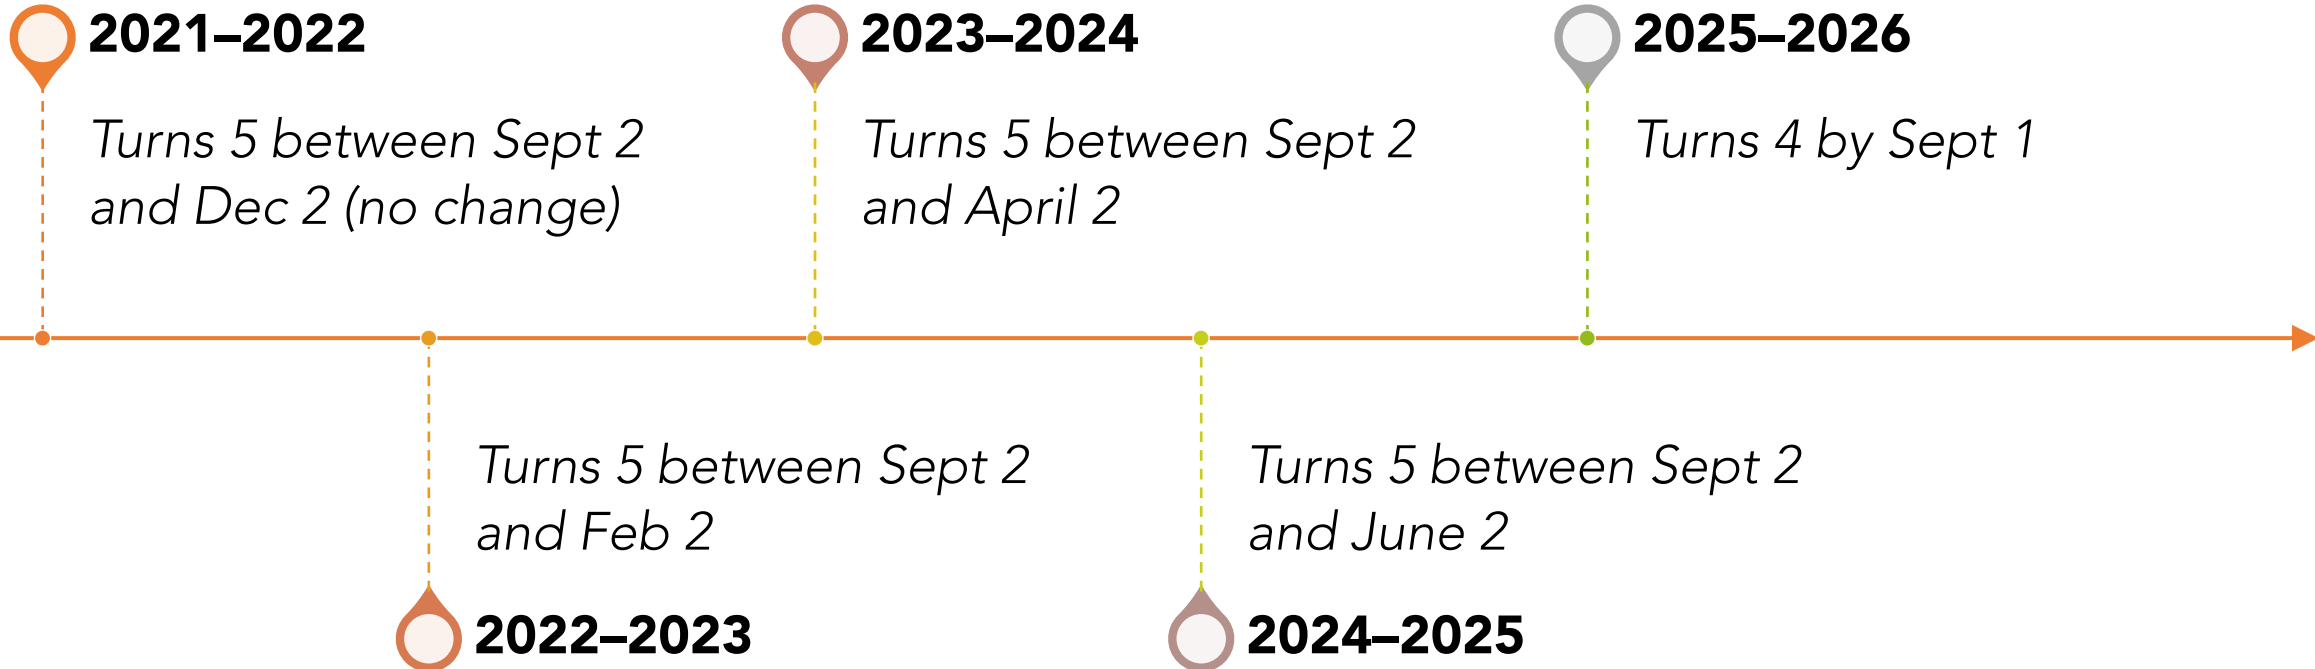 2021–2022
Turns 5 between Sept 2
and Dec 2 (no change)
2023–2024
Turns 5 between Sept 2
and April 2
2025–2026
Turns 4 by Sept 1
Turns 5 between Sept 2
and Feb 2
2022–2023
Turns 5 between Sept 2
and June 2
2024–2025